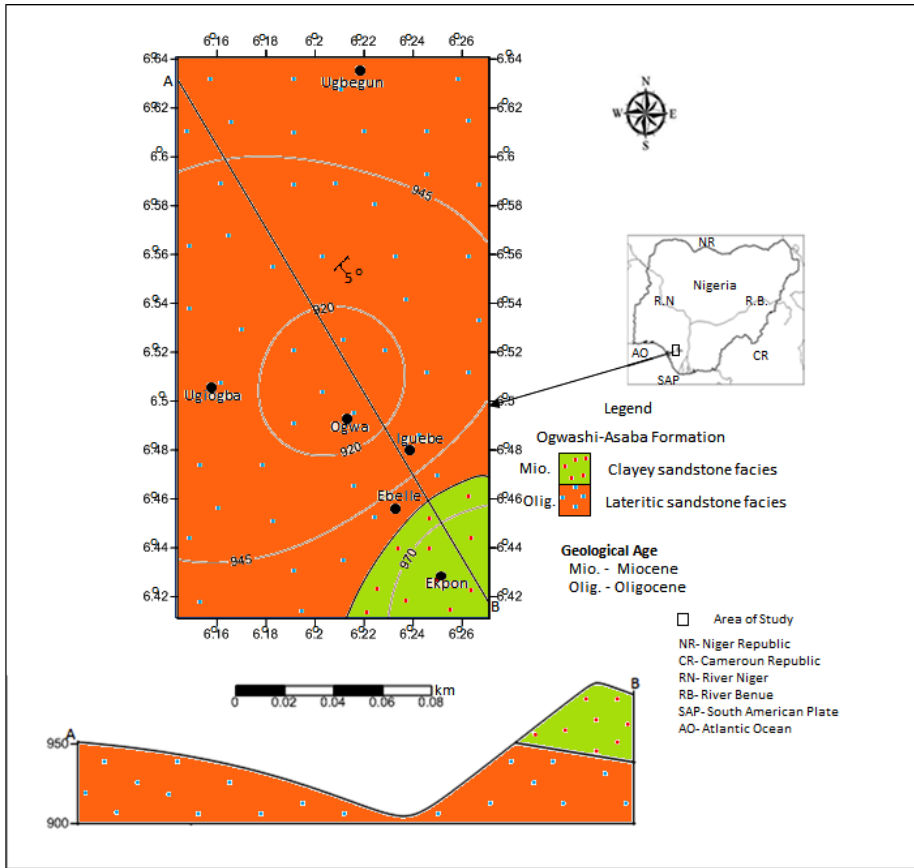 6.16 6.18 6.2 6.22 6.24 6.26
6.64 6.64
A
Ugbegun
6.62 6.62
N
W E
S
6.6 6.6
945
6.58 6.58
6.56 6.56
5°
NR
Nigeria
R.N R.B.
6.54 6.54
920
AO CR
SAP
6.52 6.52
Ugiogba
6.5 6.5
Ogwa
Iguebe
920
6.48 6.48
Ebelle
6.46 6.46
945
970
6.44 6.44
Ekpon
6.42 6.42
B
6.16 6.18 6.2 6.22 6.24 6.26
Legend
Ogwashi-Asaba Formation
Mio. Clayey sandstone facies
Olig. Lateritic sandstone facies
Geological Age
Mio. - Miocene
Olig. - Oligocene
Area of Study
NR- Niger Republic
CR- Cameroun Republic
RN- River Niger
RB- River Benue
SAP- South American Plate
AO- Atlantic Ocean
km
0 0.02 0.04 0.06 0.08
A B
950
900